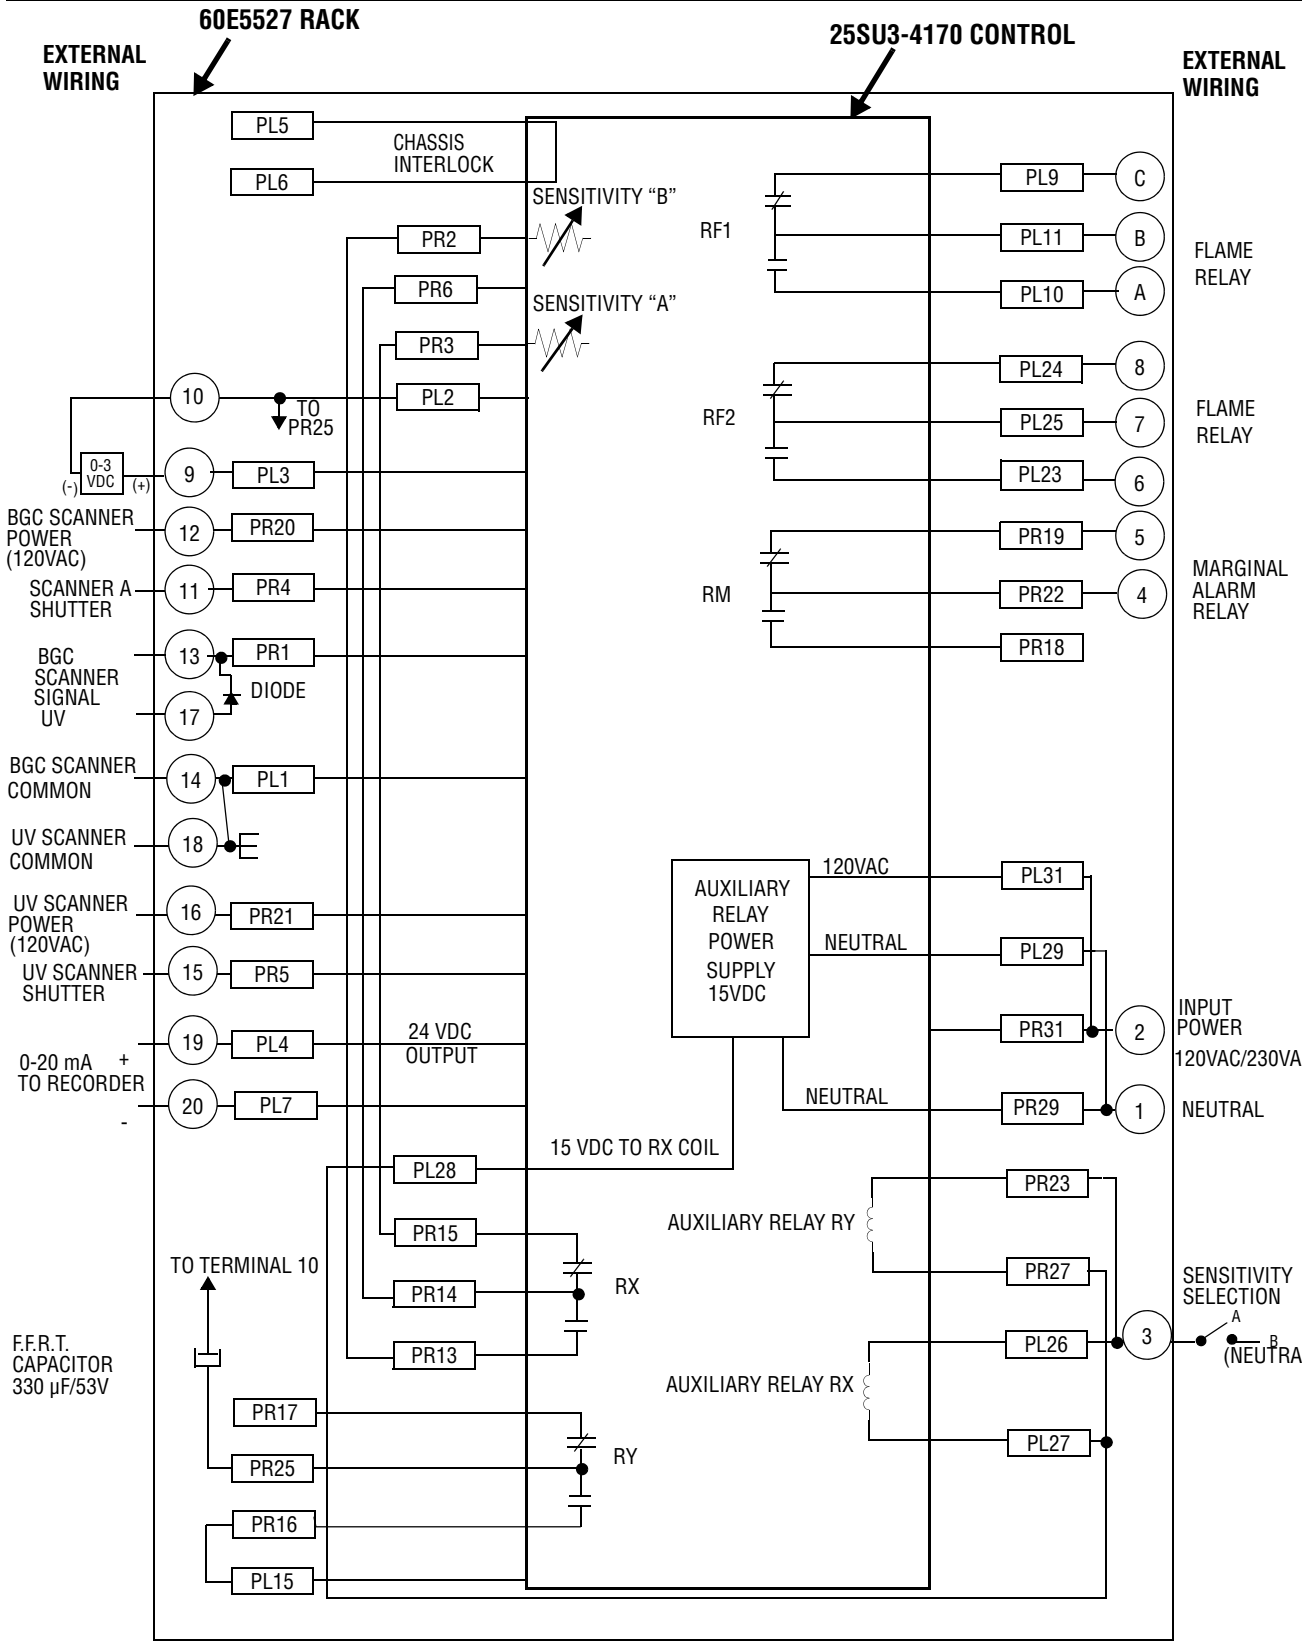 60E5527 RACK
25SU3-4170 CONTROL
EXTERNAL
WIRING
EXTERNAL
WIRING
PL5
CHASSIS
INTERLOCK
PL6
SENSITIVITY “B”
PR2
PR6
SENSITIVITY “A”
PR3
10
TO
PR25
PL2
0-3
VDC
(-)
(+)
9
PL3
BGC SCANNER
POWER
(120VAC)
12
PR20
SCANNER A
SHUTTER
11
PR4
BGC
SCANNER
SIGNAL
UV
13
PR1
DIODE
17
BGC SCANNER
COMMON
14
PL1
UV SCANNER
COMMON
18
UV SCANNER
POWER
(120VAC)
16
PR21
UV SCANNER
SHUTTER
15
PR5
19
PL4
24 VDC
OUTPUT
0-20 mA +
TO RECORDER
-
20
PL7
RF1
PL9
C
PL11
B
PL10
A
FLAME
RELAY
RF2
PL24
8
PL25
7
PL23
6
FLAME
RELAY
RM
PR19
5
PR22
4
PR18
MARGINAL
ALARM
RELAY
AUXILIARY
RELAY
POWER
SUPPLY
15VDC
120VAC
PL31
NEUTRAL
PL29
PR31
2
INPUT
POWER
120VAC/230VA
NEUTRAL
PR29
1
NEUTRAL
15 VDC TO RX COIL
PL28
PR15
TO TERMINAL 10
PR14
RX
PR13
F.F.R.T.
CAPACITOR
330 µF/53V
PR17
PR25
RY
PR16
PL15
AUXILIARY RELAY RY
PR23
PR27
AUXILIARY RELAY RX
PL26
PL27
3
SENSITIVITY
SELECTION
A
B
(NEUTRA